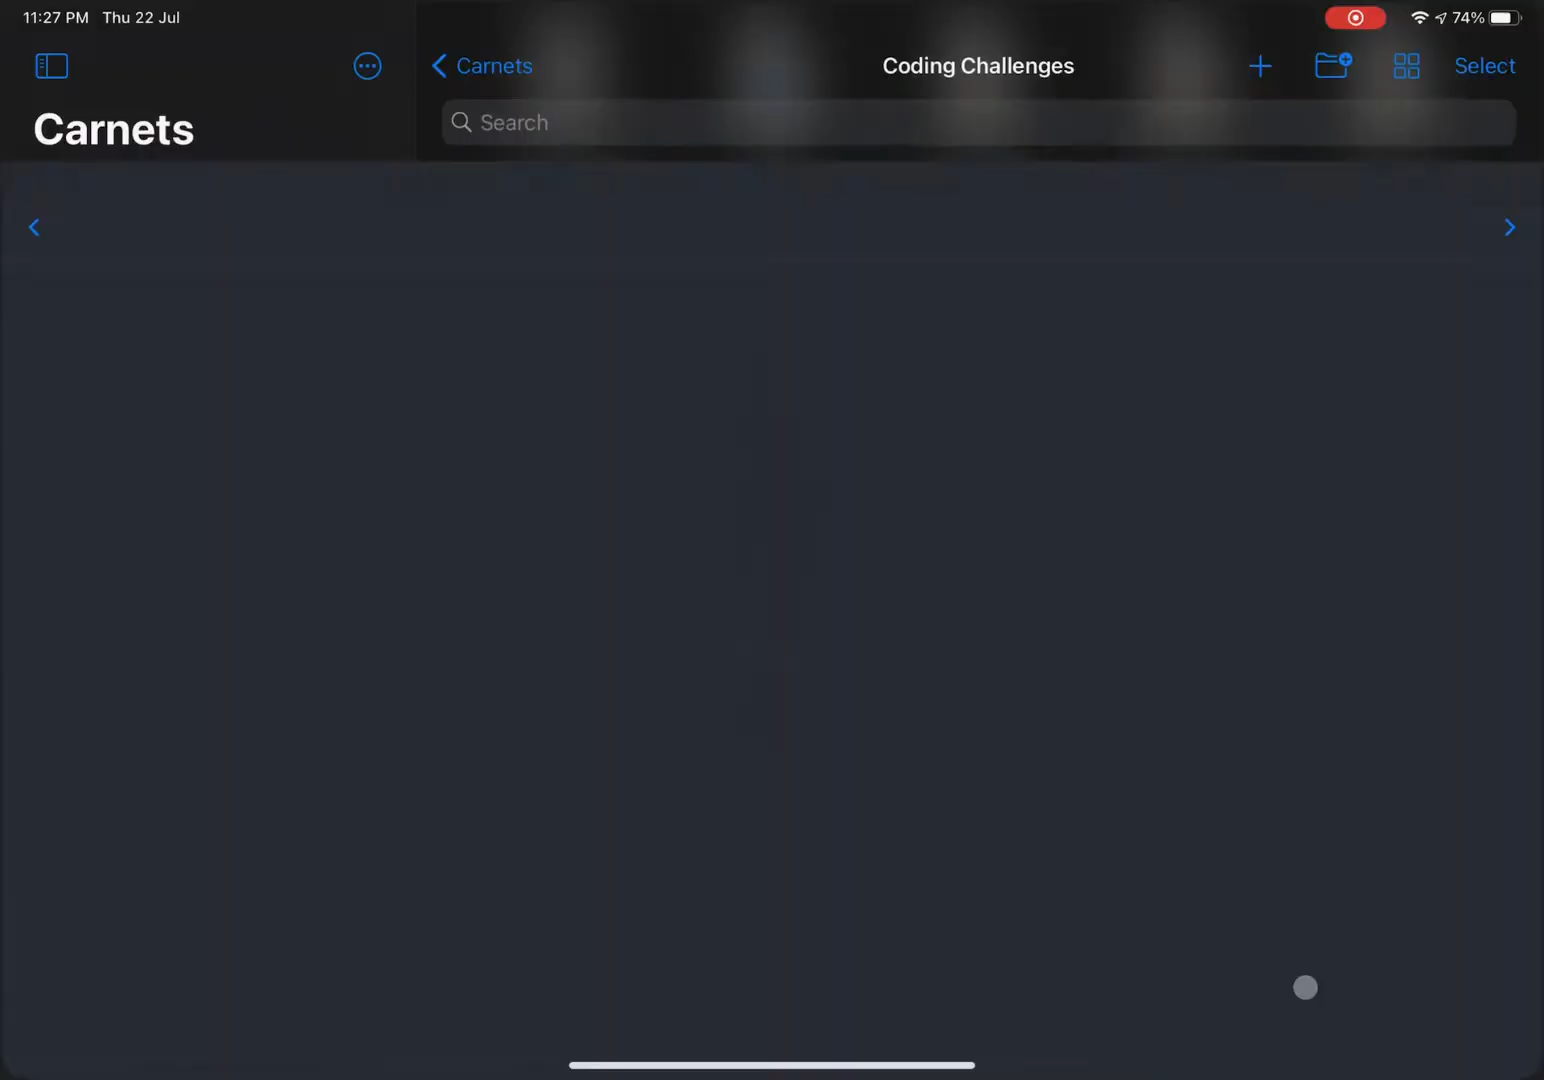 11:27 PM Thu 22 Jul
74%
Carnets
Coding Challenges
Select
Carnets
Search